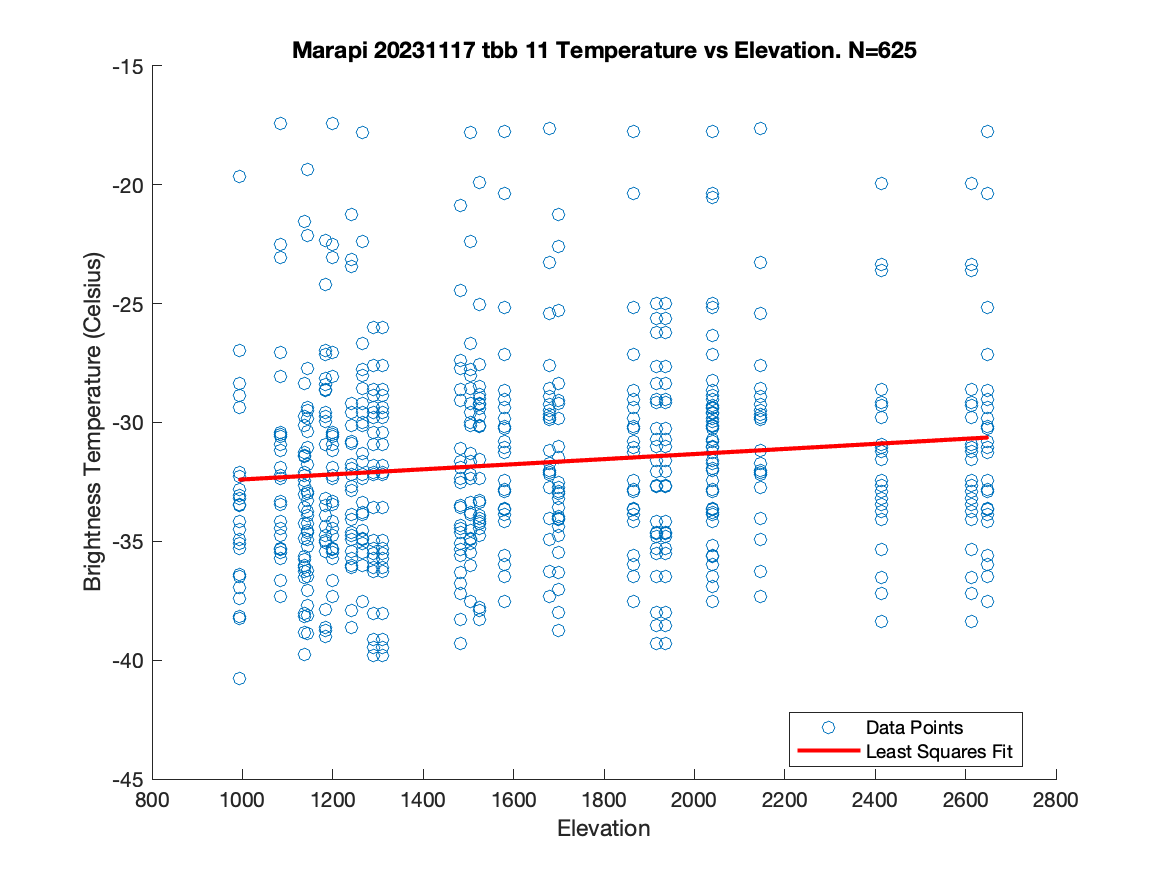 Marapi 20231117 tbb 11 Temperature vs Elevation. N=625
Brightness Temperature (Celsius)
-15
-20
-25
-30
-35
-40
-45
800 1000 1200 1400 1600 1800 2000 2200 2400 2600 2800
Elevation
Data Points
Least Squares Fit